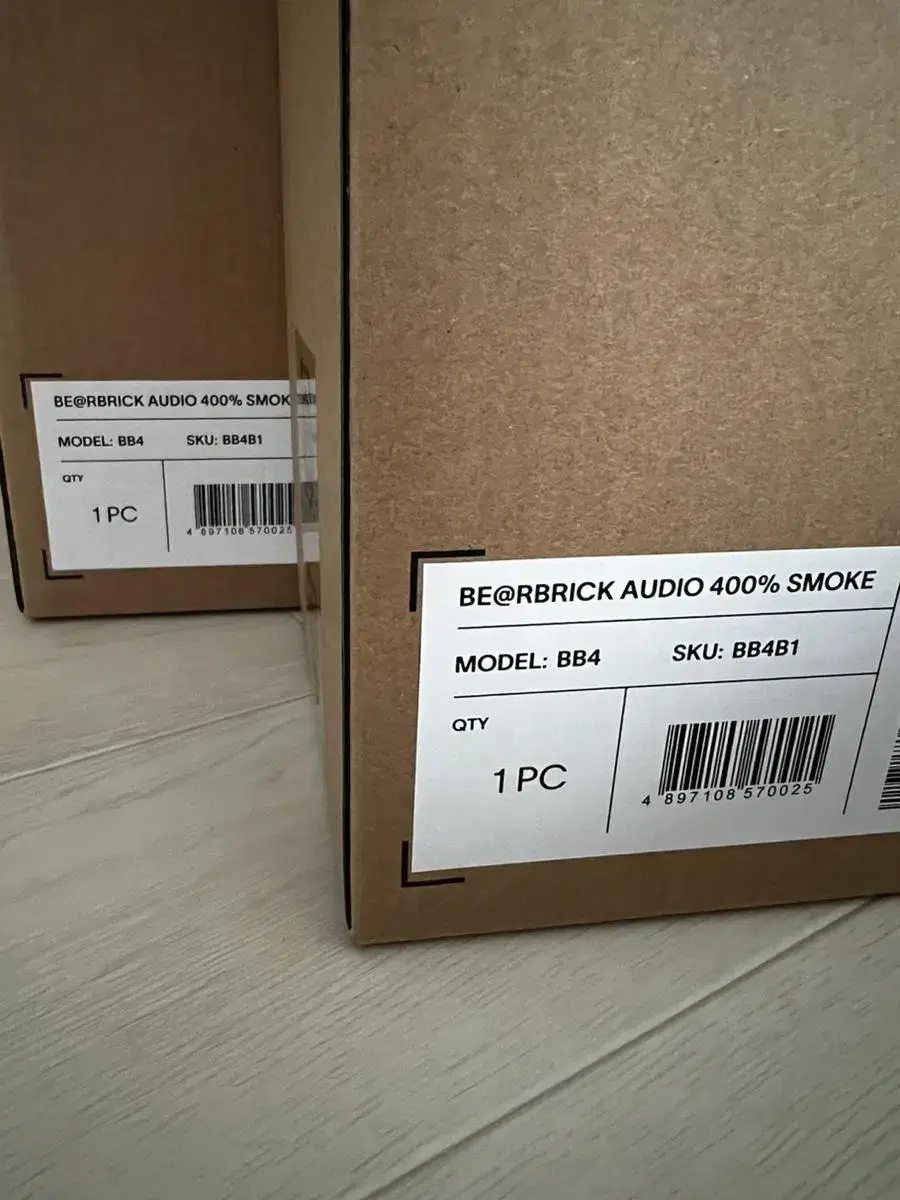 BE@RBRICK AUDIO 400% SMOK
MODEL: BB4 SKU: BB4B1
QTY
1 PC
4 897108 570025
BE@RBRICK AUDIO 400% SMOKE
MODEL: BB4 SKU: BB4B1
QTY
1 PC
4 897108 570025